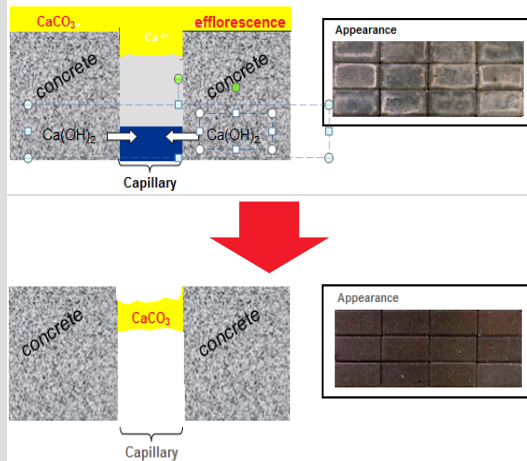 CaCO₃
efflorescence
Ca²⁺
Appearance
concrete
concrete
Ca(OH)₂
Ca(OH)₂
Capillary
Appearance
CaCO₃
concrete
concrete
Capillary